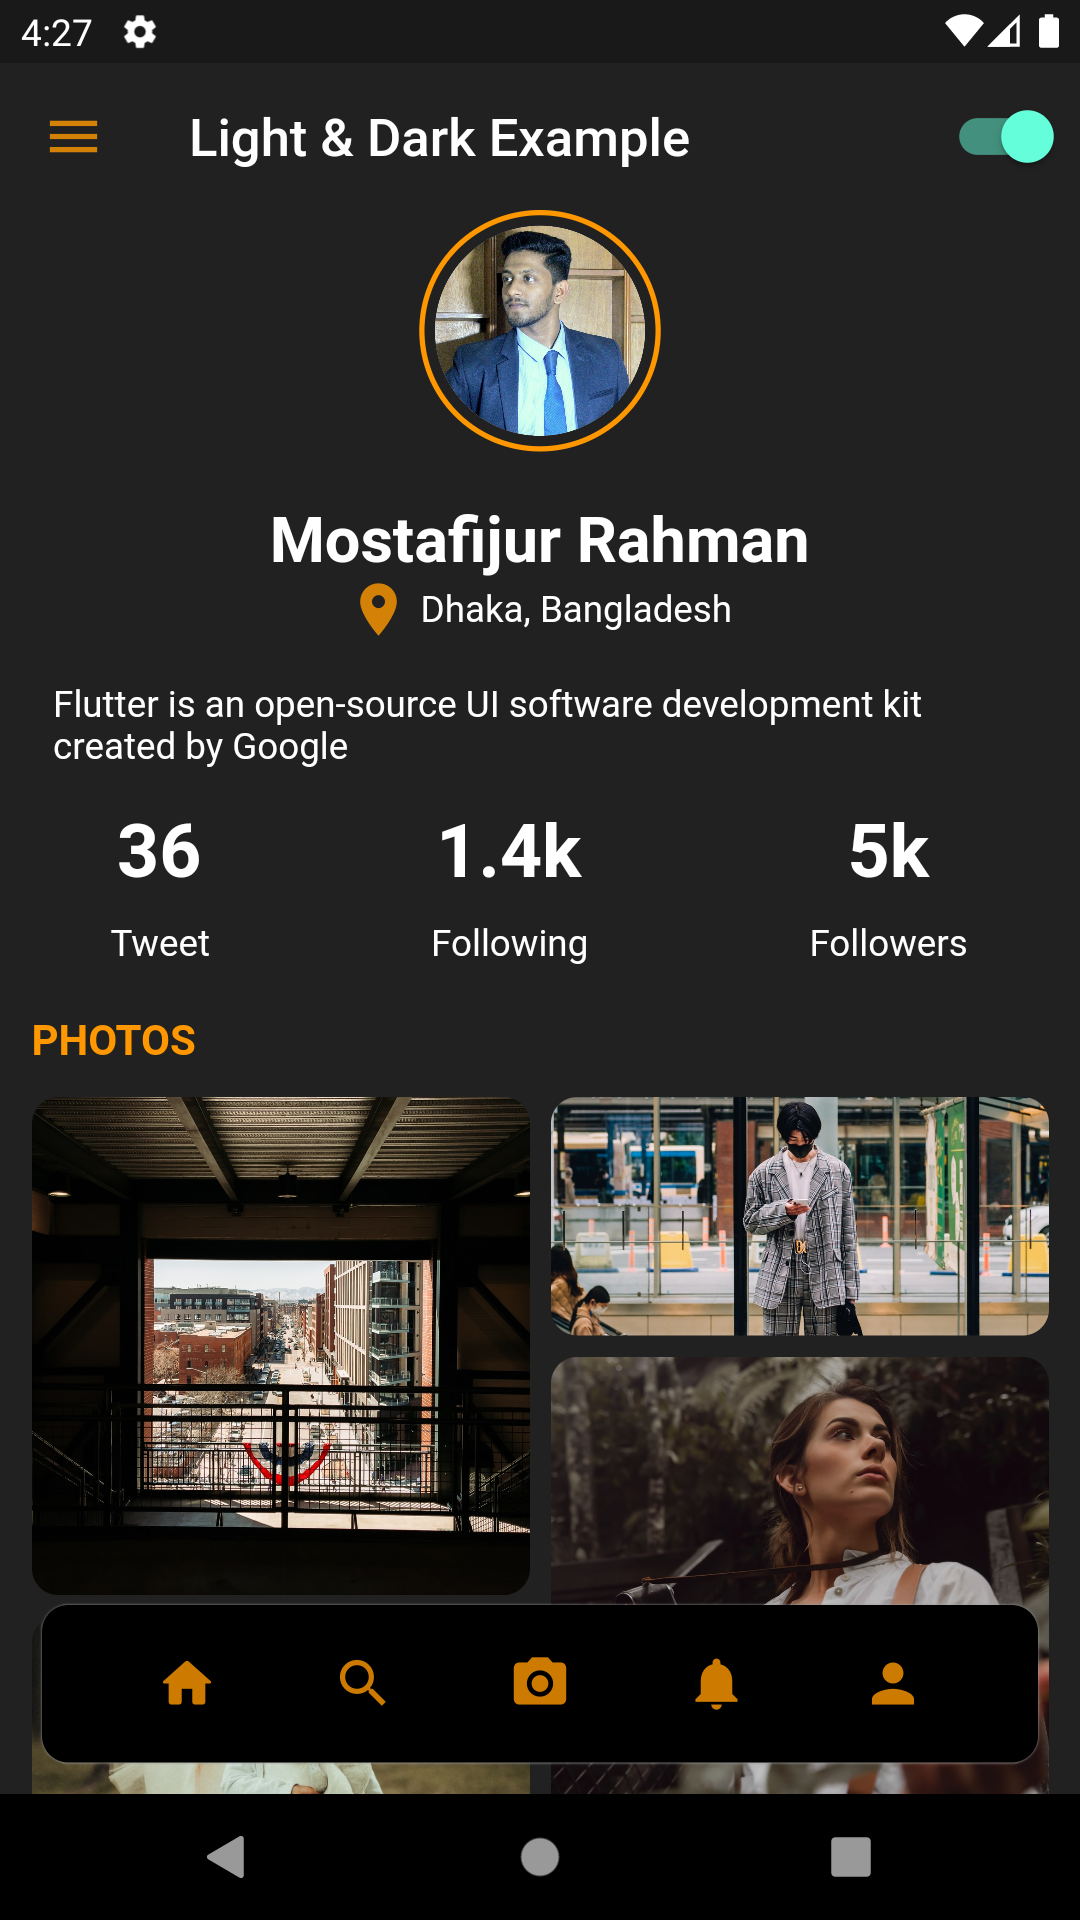 4:27
Light & Dark Example
Mostafijur Rahman
Dhaka, Bangladesh
Flutter is an open-source UI software development kit
created by Google
36 1.4k 5k
Tweet Following Followers
PHOTOS